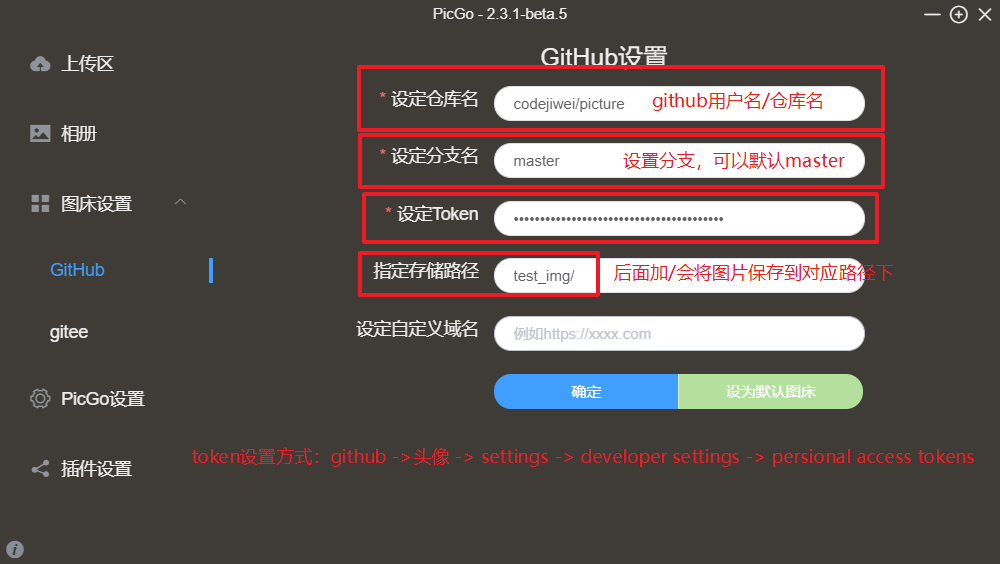 PicGo - 2.3.1-beta.5
上传区
相册
图床设置
GitHub
gitee
PicGo设置
插件设置
GitHub设置
* 设定仓库名 codejiwei/picture github用户名/仓库名
* 设定分支名 master 设置分支，可以默认master
* 设定Token ••••••••••••••••••••••••••••••••••••••••
指定存储路径 test_img/ 后面加/会将图片保存到对应路径下
设定自定义域名 例如https://xxxx.com
确定 设为默认图床
token设置方式：github ->头像 -> settings -> developer settings -> persional access tokens